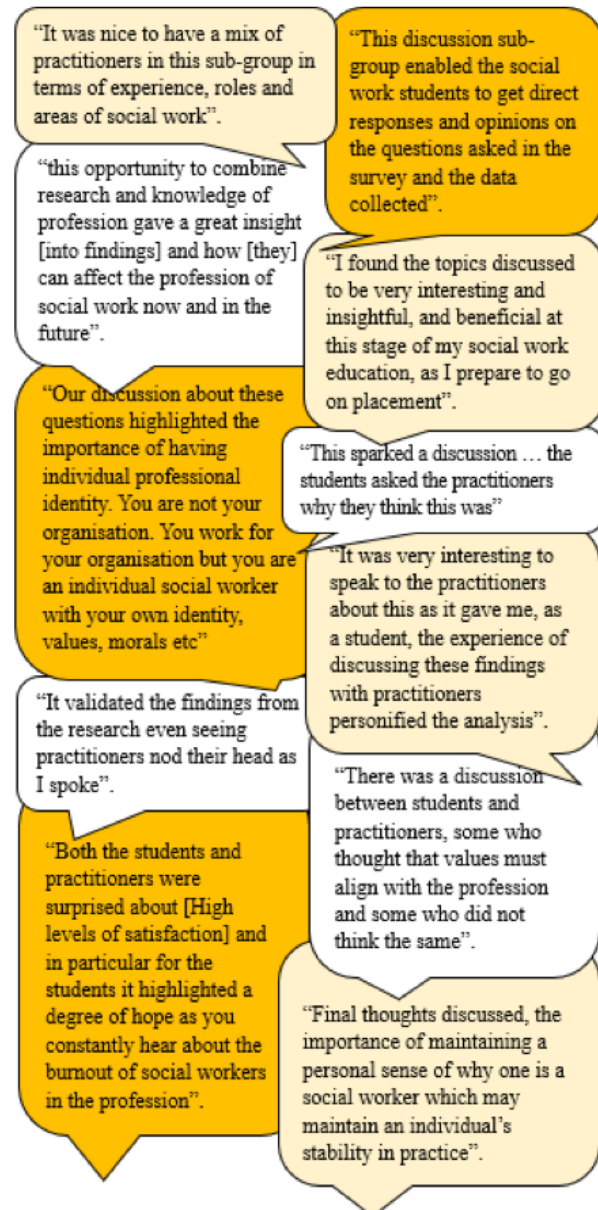 “It was nice to have a mix of
practitioners in this sub-group in
terms of experience, roles and
areas of social work”.
“This discussion sub-
group enabled the social
work students to get direct
responses and opinions on
the questions asked in the
survey and the data
collected”.
“this opportunity to combine
research and knowledge of
profession gave a great insight
[into findings] and how [they]
can affect the profession of
social work now and in the
future”.
“I found the topics discussed
to be very interesting and
insightful, and beneficial at
this stage of my social work
education, as I prepare to go
on placement”.
“Our discussion about these
questions highlighted the
importance of having
individual professional
identity. You are not your
organisation. You work for
your organisation but you are
an individual social worker
with your own identity,
values, morals etc”
“This sparked a discussion … the
students asked the practitioners
why they think this was”
“It was very interesting to
speak to the practitioners
about this as it gave me, as
a student, the experience of
discussing these findings
with practitioners
personified the analysis”.
“It validated the findings from
the research even seeing
practitioners nod their head as
I spoke”.
“There was a discussion
between students and
practitioners, some who
thought that values must
align with the profession
and some who did not
think the same”.
“Both the students and
practitioners were
surprised about [High
levels of satisfaction] and
in particular for the
students it highlighted a
degree of hope as you
constantly hear about the
burnout of social workers
in the profession”.
“Final thoughts discussed, the
importance of maintaining a
personal sense of why one is a
social worker which may
maintain an individual’s
stability in practice”.